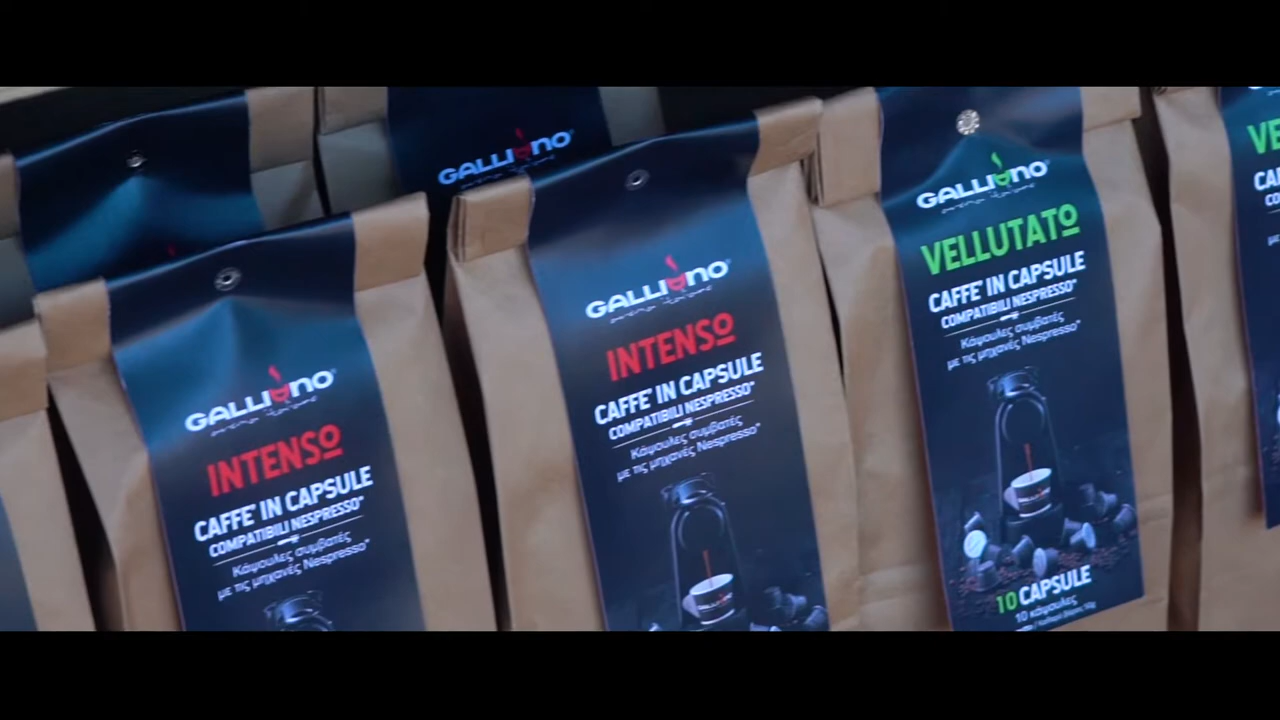 GALLIANO
GALLIANO
INTENSO
CAFFE' IN CAPSULE
COMPATIBILI NESPRESSO*
Κάψουλες συμβατές
με τις μηχανές Nespresso*
GALLIANO
INTENSO
CAFFE' IN CAPSULE
COMPATIBILI NESPRESSO*
Κάψουλες συμβατές
με τις μηχανές Nespresso*
GALLIANO
VELLUTATO
CAFFE' IN CAPSULE
COMPATIBILI NESPRESSO*
Κάψουλες συμβατές
με τις μηχανές Nespresso*
10 CAPSULE
10 κάψουλες
VE
CA